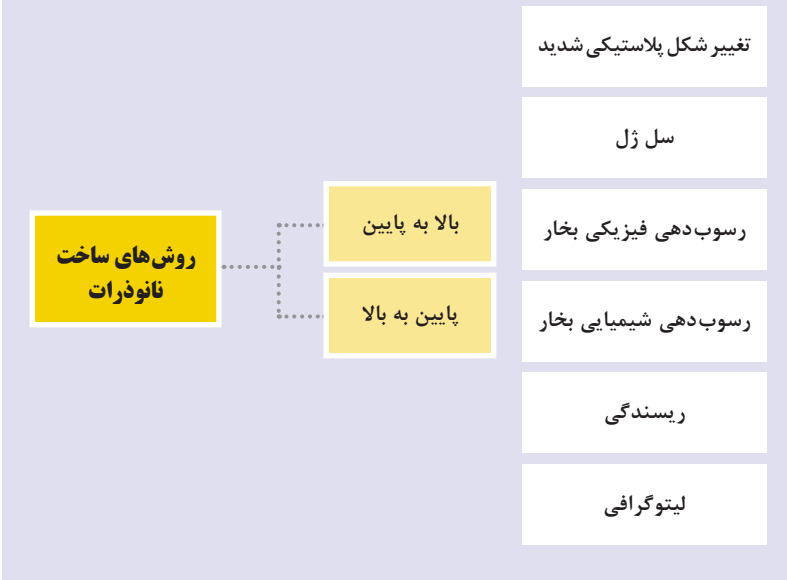 تغییر شکل پلاستیکی شدید
سل ژل
رسوب‌دهی فیزیکی بخار
رسوب‌دهی شیمیایی بخار
ریسندگی
لیتوگرافی
بالا به پایین
پایین به بالا
روش‌های ساخت
نانوذرات